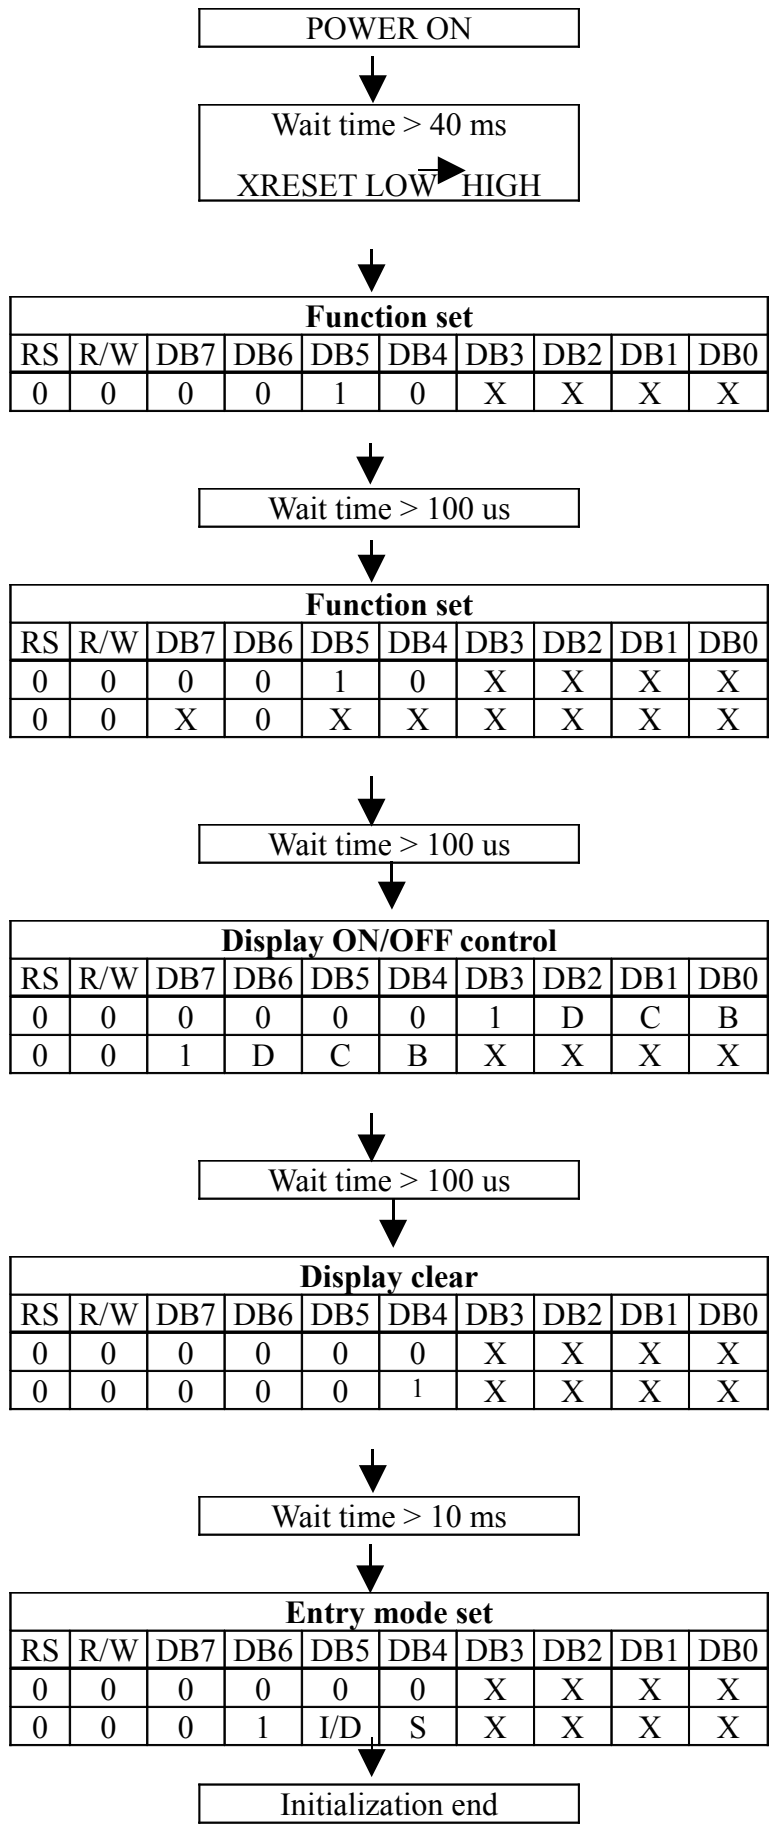 POWER ON
Wait time > 40 ms
XRESET LOW HIGH
Function set
RS R/W DB7 DB6 DB5 DB4 DB3 DB2 DB1 DB0
0 0 0 0 1 0 X X X X
Wait time > 100 us
Function set
RS R/W DB7 DB6 DB5 DB4 DB3 DB2 DB1 DB0
0 0 0 0 1 0 X X X X
0 0 X 0 X X X X X X
Wait time > 100 us
Display ON/OFF control
RS R/W DB7 DB6 DB5 DB4 DB3 DB2 DB1 DB0
0 0 0 0 0 0 1 D C B
0 0 1 D C B X X X X
Wait time > 100 us
Display clear
RS R/W DB7 DB6 DB5 DB4 DB3 DB2 DB1 DB0
0 0 0 0 0 0 X X X X
0 0 0 0 0 1 X X X X
Wait time > 10 ms
Entry mode set
RS R/W DB7 DB6 DB5 DB4 DB3 DB2 DB1 DB0
0 0 0 0 0 0 X X X X
0 0 0 1 I/D S X X X X
Initialization end